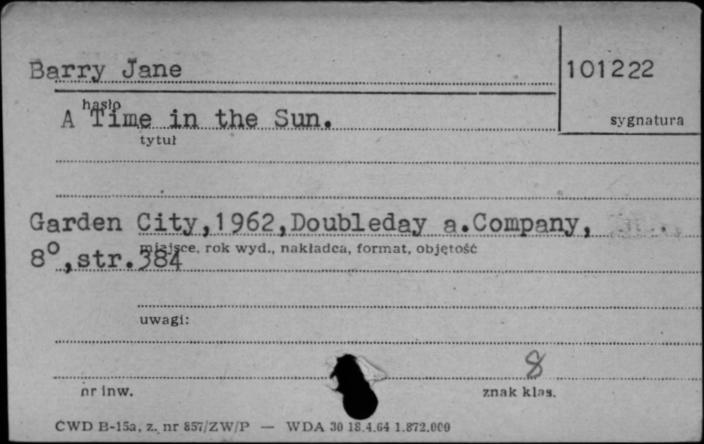 Barry Jane 101222
hasło
A Time in the Sun. sygnatura
tytuł
Garden City,1962,Doubleday a.Company,
miejsce, rok wyd., nakładca, format, objętość
8°,str.384
uwagi:
8
nr inw. znak klas.
CWD B-15a, z. nr 857/ZW/P — WDA 30 18.4.64 1.872.000